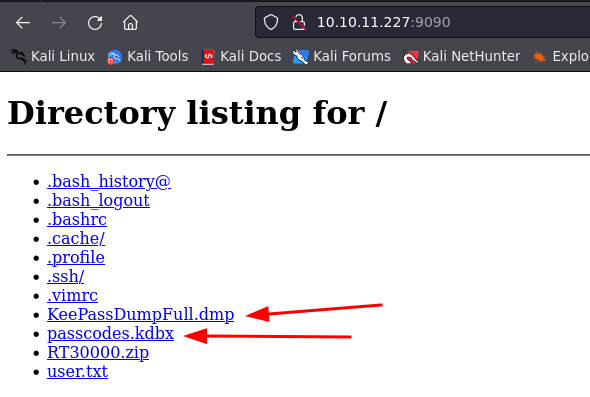 10.10.11.227:9090
Kali Linux Kali Tools Kali Docs Kali Forums Kali NetHunter Explo
Directory listing for /
.bash_history@
.bash_logout
.bashrc
.cache/
.profile
.ssh/
.vimrc
KeePassDumpFull.dmp
passcodes.kdbx
RT30000.zip
user.txt